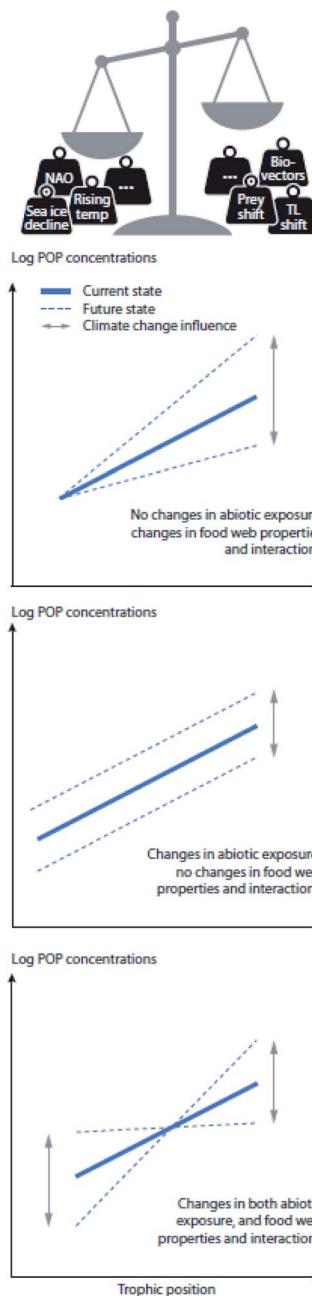 NAO
...
Sea ice
decline
Rising
temp
...
Bio-
vectors
Prey
shift
TL
shift
Log POP concentrations
Current state
Future state
Climate change influence
No changes in abiotic exposur
changes in food web propertie
and interaction
Log POP concentrations
Changes in abiotic exposure
no changes in food we
properties and interaction
Log POP concentrations
Changes in both abiot
exposure, and food we
properties and interaction
Trophic position